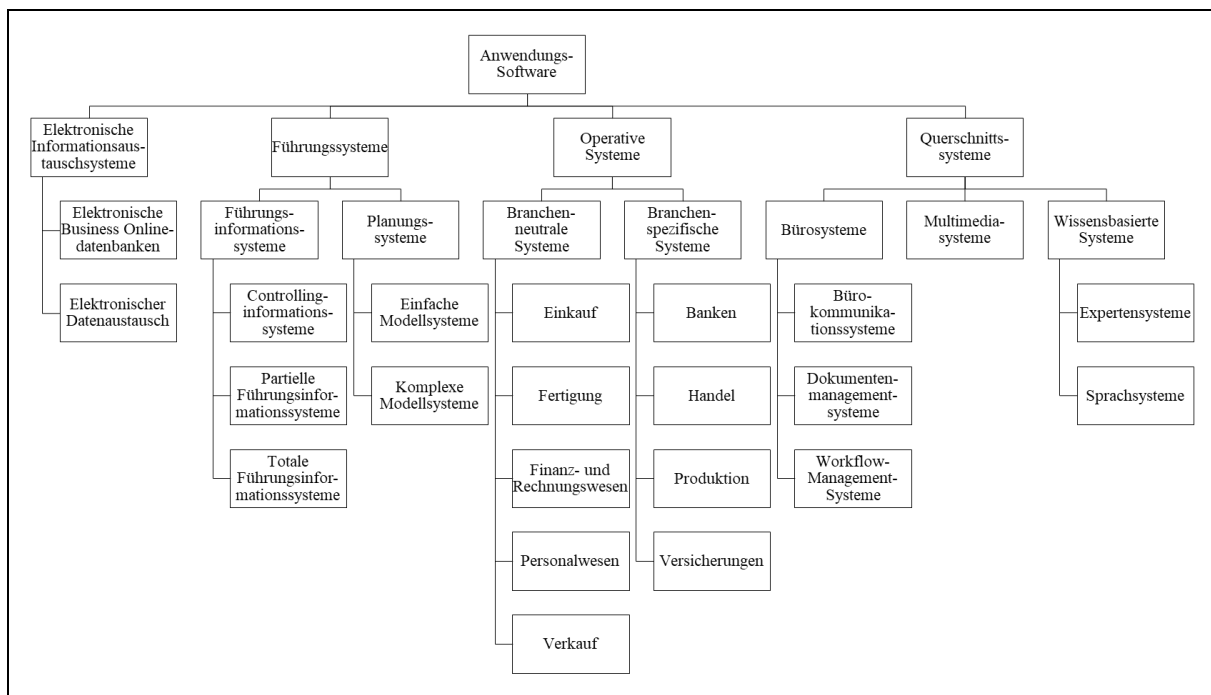 Anwendungs-
Software
Elektronische
Informationsaus-
tauschsysteme
Führungssysteme
Operative
Systeme
Querschnitts-
systeme
Elektronische
Business Online-
datenbanken
Führungs-
informations-
systeme
Planungs-
systeme
Branchen-
neutrale
Systeme
Branchen-
spezifische
Systeme
Bürosysteme
Multimedia-
systeme
Wissensbasierte
Systeme
Elektronischer
Datenaustausch
Controlling-
informations-
systeme
Einfache
Modellsysteme
Einkauf
Banken
Büro-
kommunika-
tionssysteme
Expertensysteme
Partielle
Führungsinfor-
mationssysteme
Komplexe
Modellsysteme
Fertigung
Handel
Dokumenten-
management-
systeme
Sprachsysteme
Totale
Führungsinfor-
mationssysteme
Finanz- und
Rechnungswesen
Produktion
Workflow-
Management-
Systeme
Personalwesen
Versicherungen
Verkauf